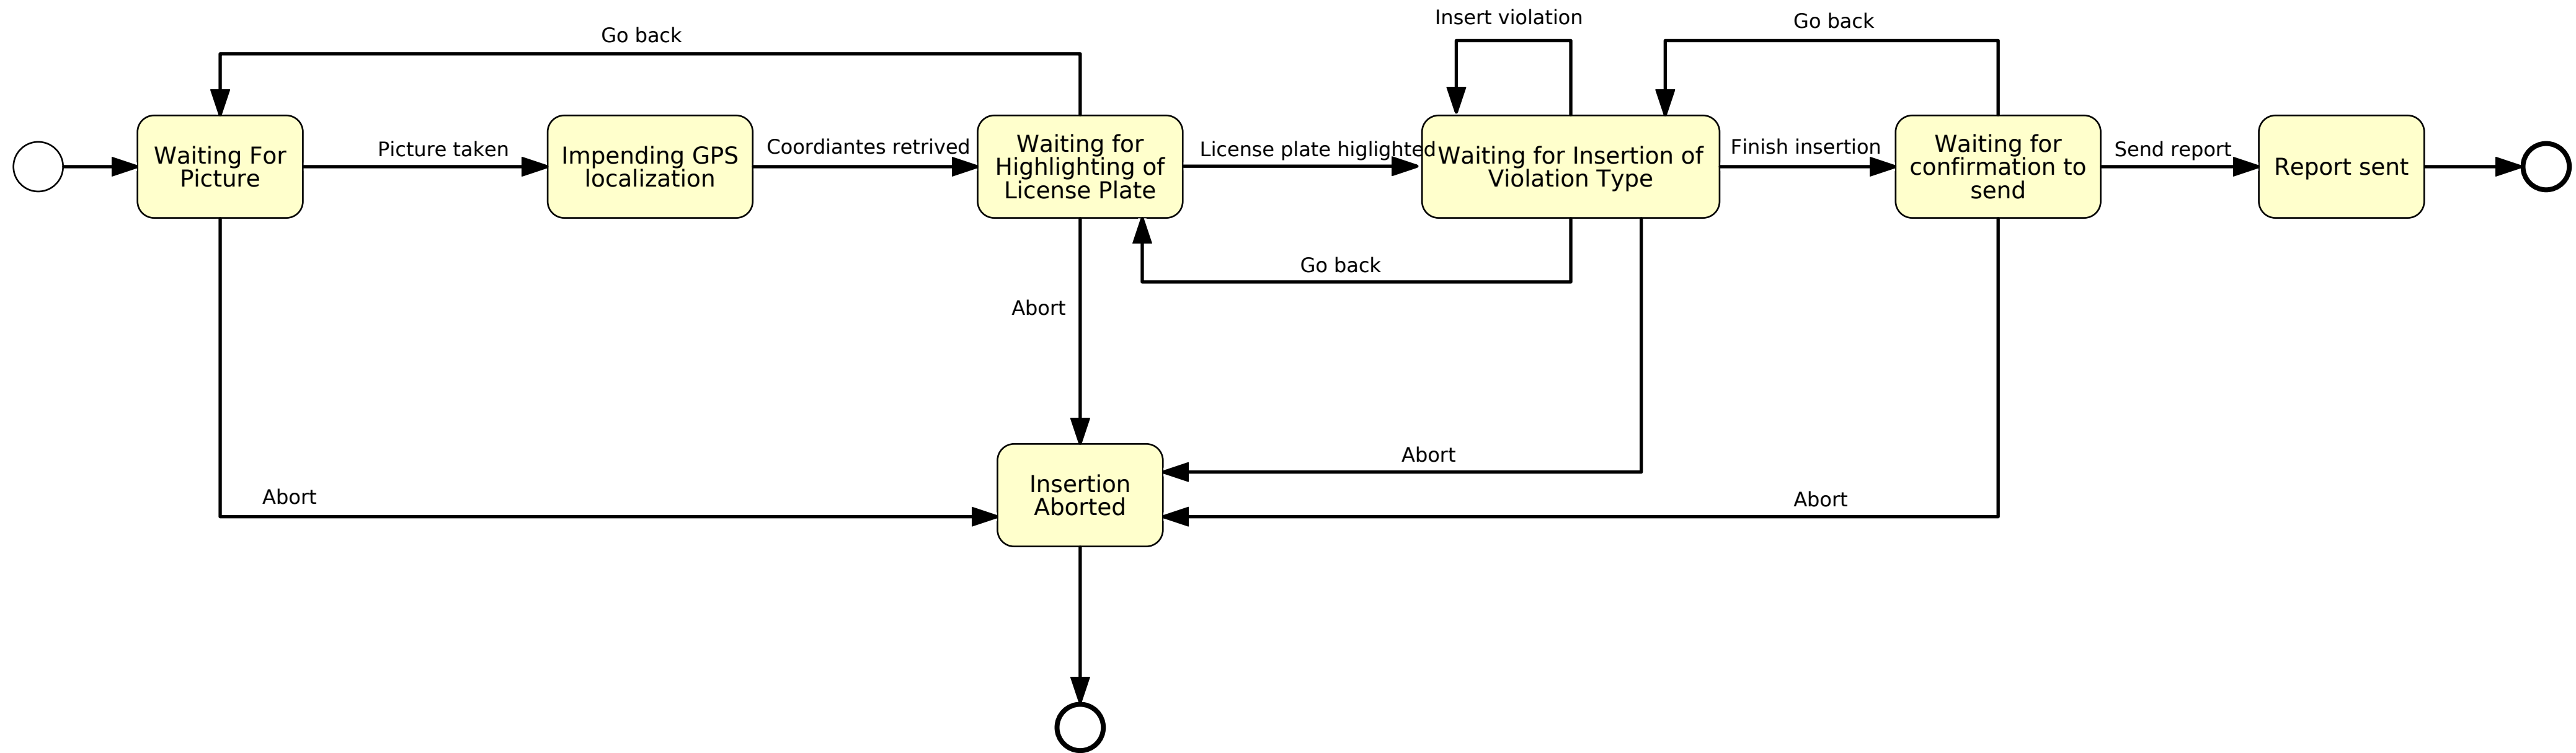 Insert violation
Go back
Go back
Waiting For
Picture
Picture taken
Impending GPS
localization
Coordiantes retrived
Waiting for
Highlighting of
License Plate
License plate higlighted
Waiting for Insertion of
Violation Type
Finish insertion
Waiting for
confirmation to
send
Send report
Report sent
Go back
Abort
Abort
Insertion
Aborted
Abort
Abort